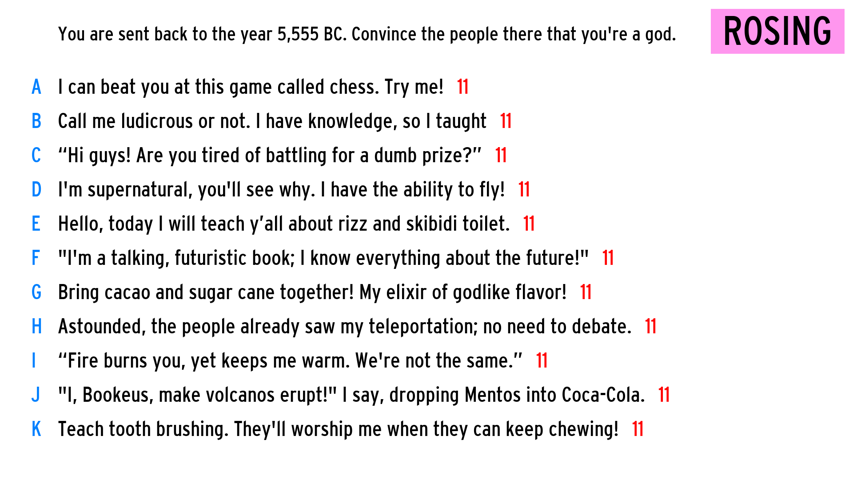 You are sent back to the year 5,555 BC. Convince the people there that you're a god.
ROSING
A I can beat you at this game called chess. Try me! 11
B Call me ludicrous or not. I have knowledge, so I taught 11
C “Hi guys! Are you tired of battling for a dumb prize?” 11
D I'm supernatural, you'll see why. I have the ability to fly! 11
E Hello, today I will teach y’all about rizz and skibidi toilet. 11
F "I'm a talking, futuristic book; I know everything about the future!" 11
G Bring cacao and sugar cane together! My elixir of godlike flavor! 11
H Astounded, the people already saw my teleportation; no need to debate. 11
I “Fire burns you, yet keeps me warm. We're not the same.” 11
J "I, Bookeus, make volcanos erupt!" I say, dropping Mentos into Coca-Cola. 11
K Teach tooth brushing. They'll worship me when they can keep chewing! 11